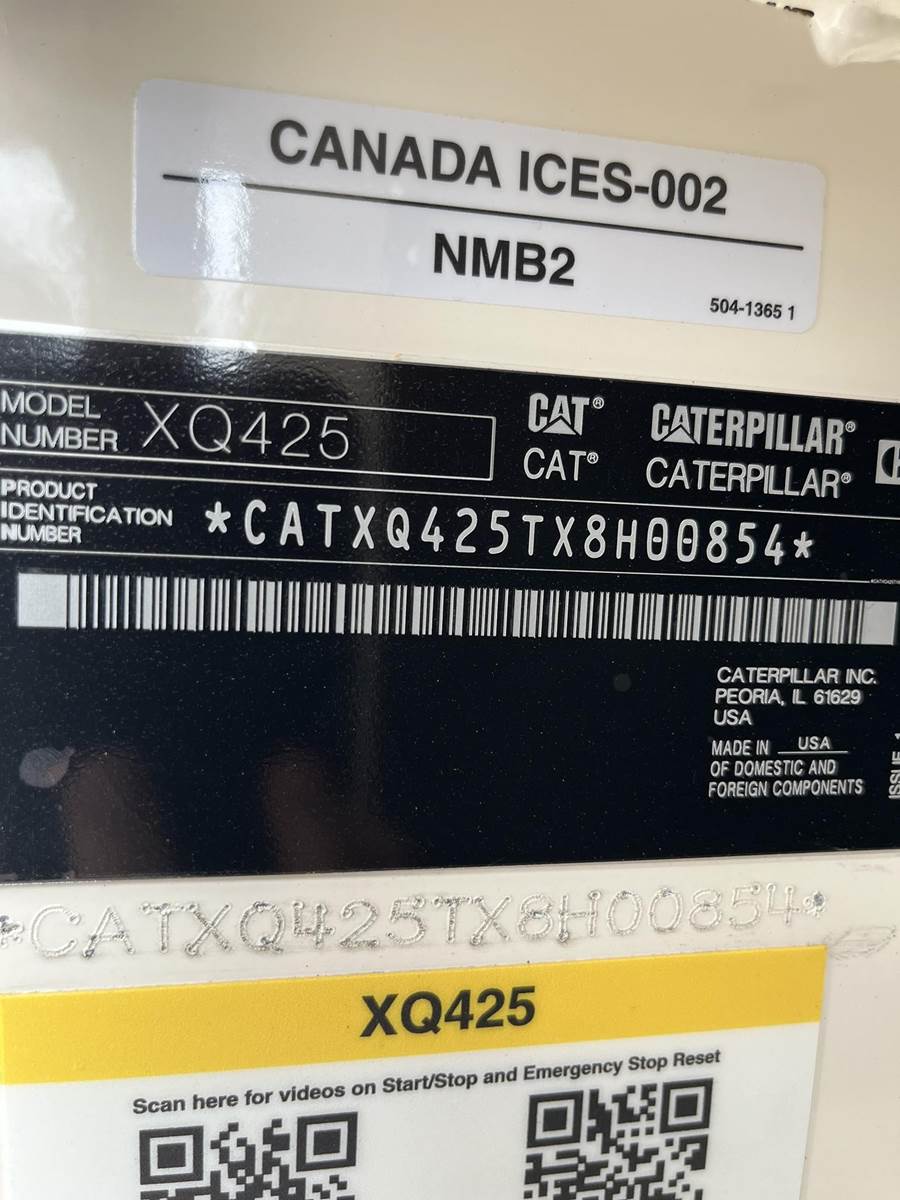 CANADA ICES-002
NMB2
504-1365 1
MODEL NUMBER XQ425
CAT® CATERPILLAR®
CAT® CATERPILLAR®
PRODUCT IDENTIFICATION NUMBER *CATXQ425TX8H00854*
CATERPILLAR INC.
PEORIA, IL 61629
USA
MADE IN USA
OF DOMESTIC AND
FOREIGN COMPONENTS
*CATXQ425TX8H00854*
XQ425
Scan here for videos on Start/Stop and Emergency Stop Reset